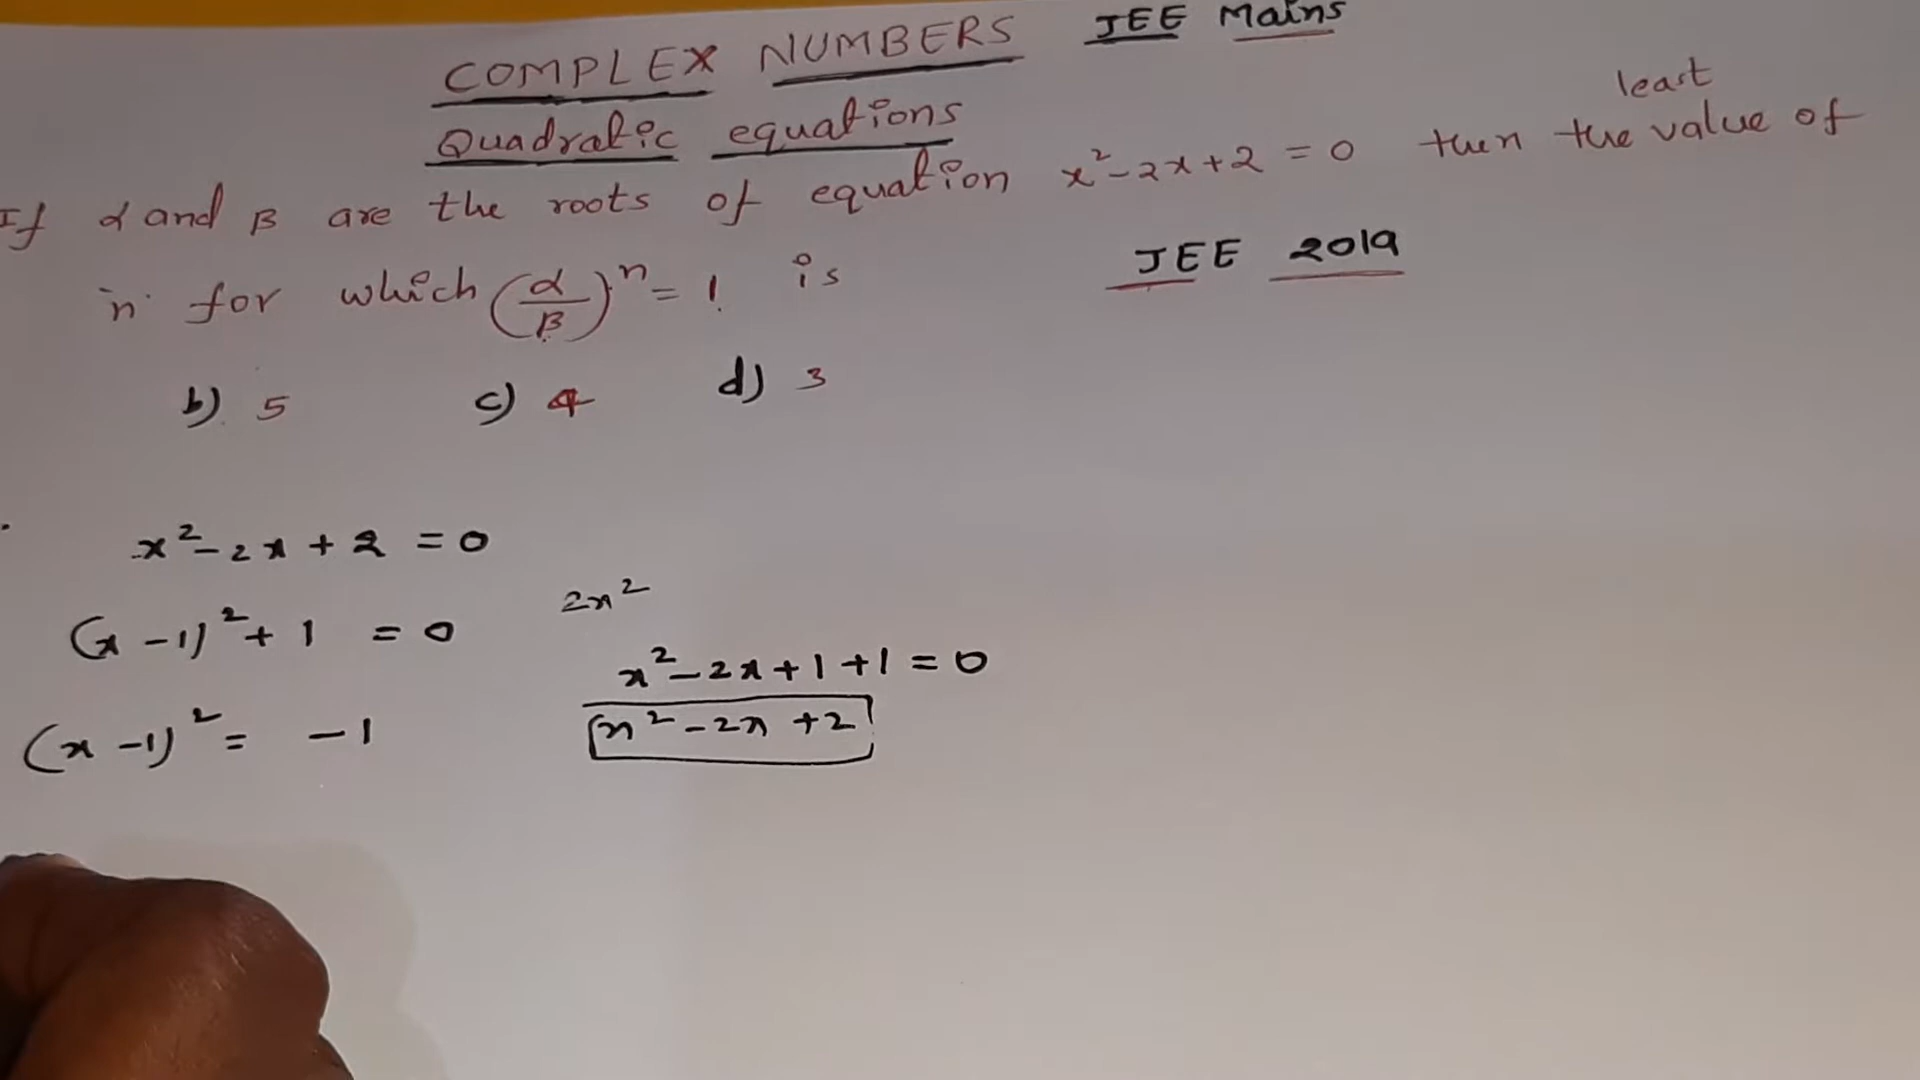 COMPLEX NUMBERS JEE Mains
Quadratic equations
least
If α and β are the roots of equation x²-2x+2 = 0 then the value of
'n' for which (α/β)ⁿ = 1 is
JEE 2019
b) 5 c) 4 d) 3
x²-2x+2 = 0
2x²
(x-1)²+1 = 0
x²-2x+1+1 = 0
(x-1)² = -1
x²-2x+2